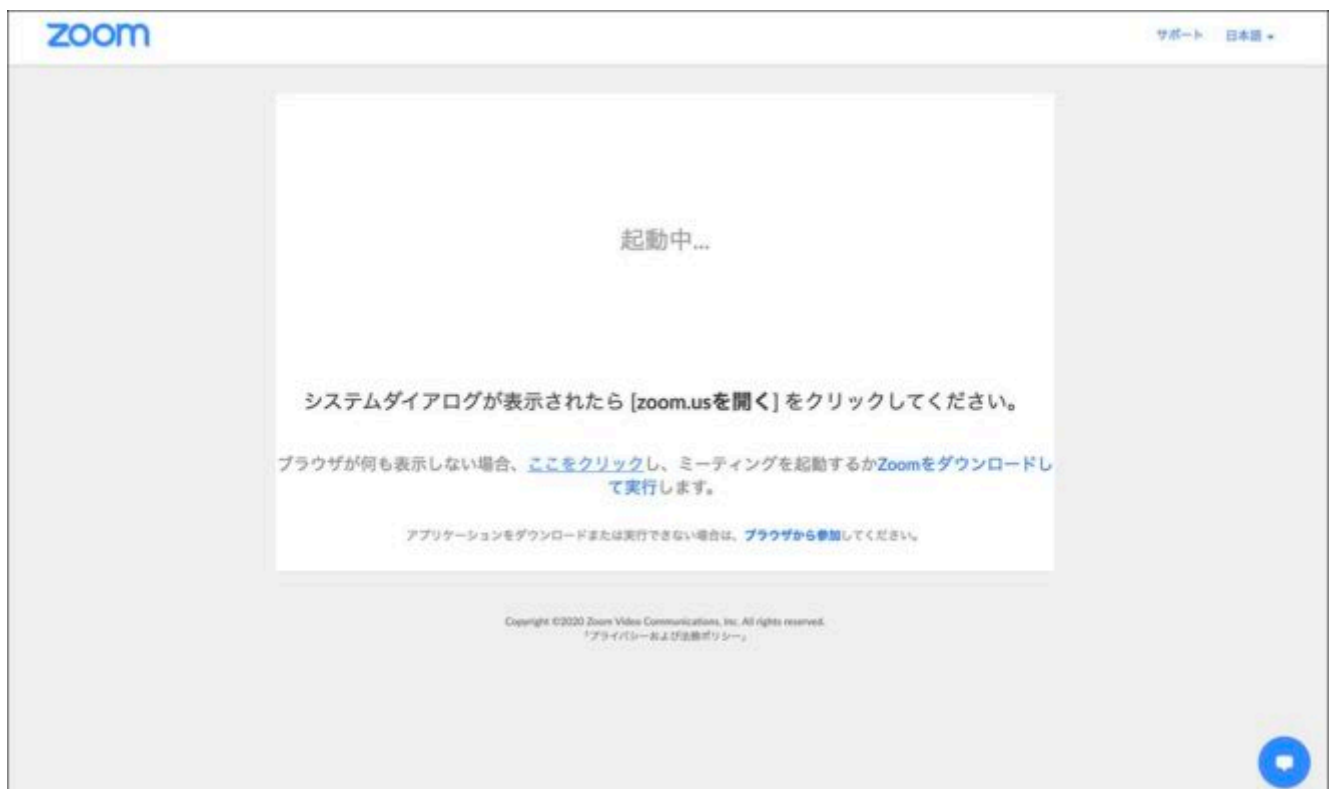 zoom
サポート 日本語
起動中...
システムダイアログが表示されたら [zoom.usを開く] をクリックしてください。
ブラウザが何も表示しない場合、ここをクリックし、ミーティングを起動するかZoomをダウンロードし
て実行します。
アプリケーションをダウンロードまたは実行できない場合は、ブラウザから参加してください。
Copyright ©2020 Zoom Video Communications, Inc. All rights reserved.
「プライバシーおよび法務ポリシー」